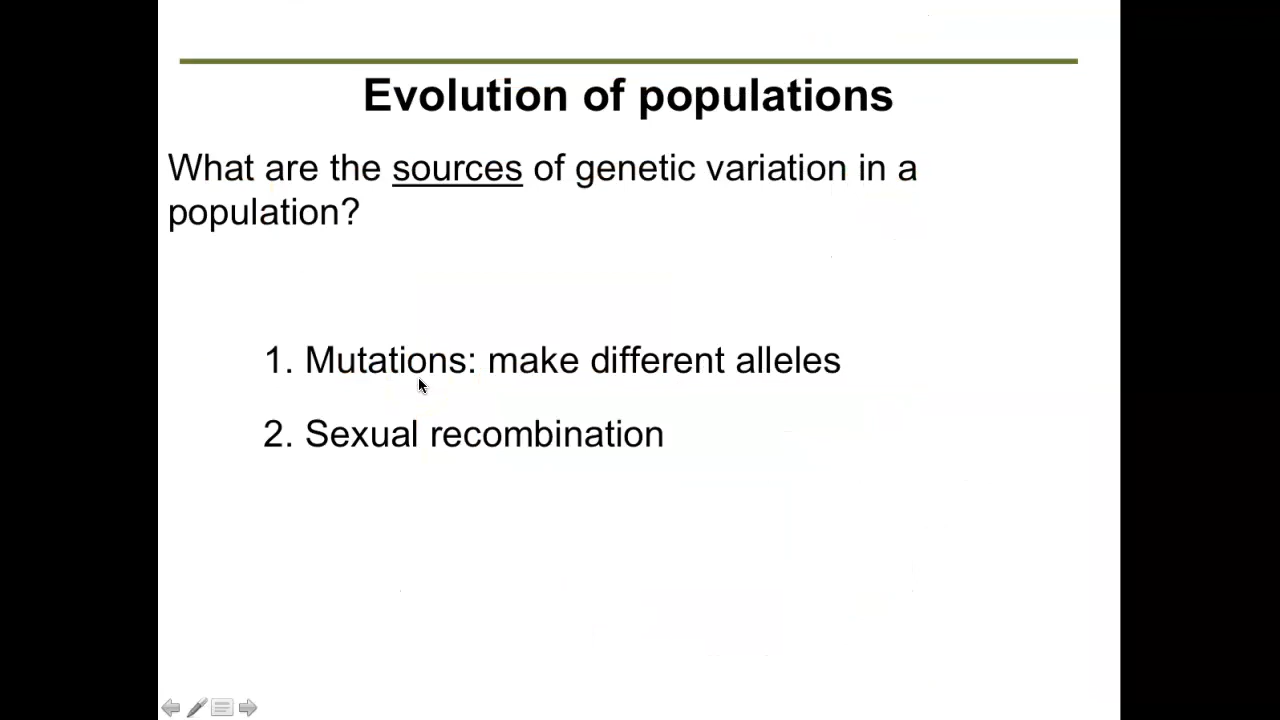 Evolution of populations
What are the sources of genetic variation in a
population?
1. Mutations: make different alleles
2. Sexual recombination